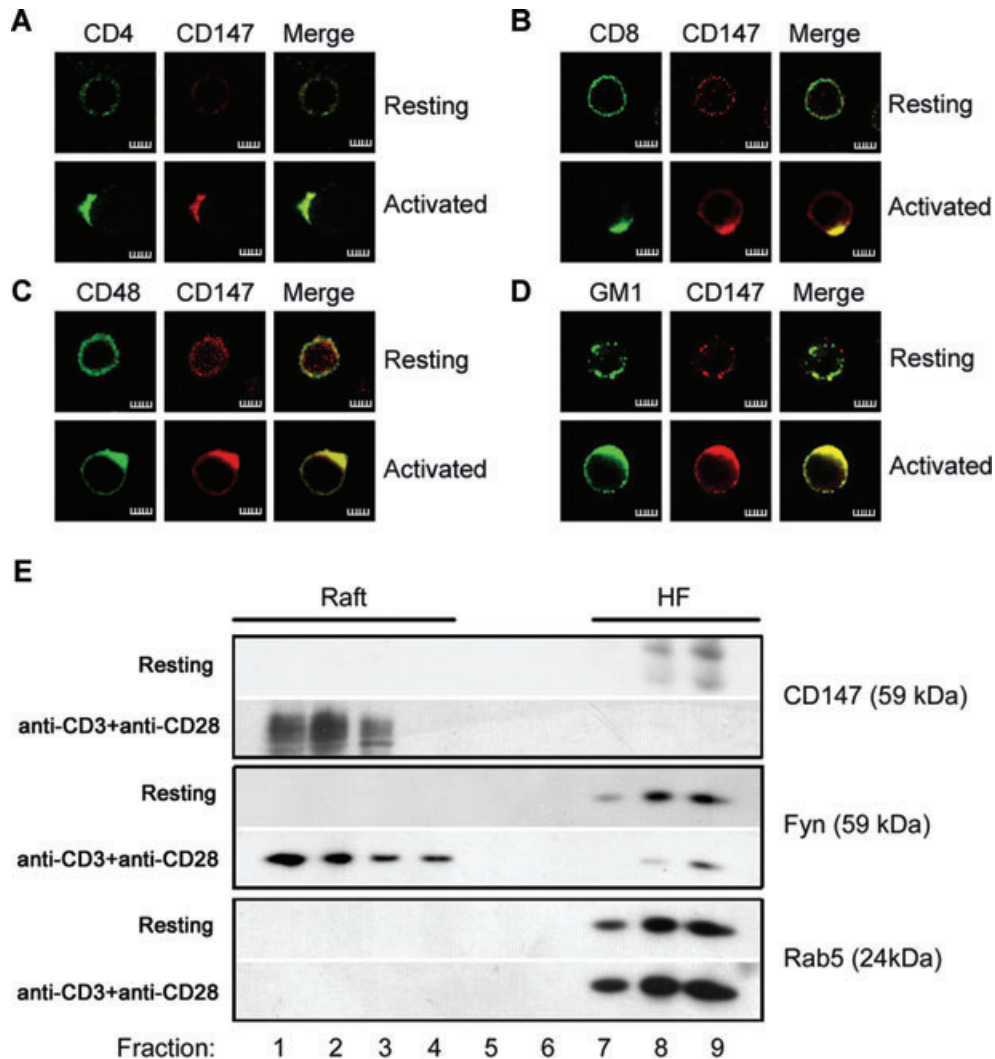 A
CD4 CD147 Merge
Resting
Activated
B
CD8 CD147 Merge
Resting
Activated
C
CD48 CD147 Merge
Resting
Activated
D
GM1 CD147 Merge
Resting
Activated
E
Raft HF
Resting
anti-CD3+anti-CD28
CD147 (59 kDa)
Resting
anti-CD3+anti-CD28
Fyn (59 kDa)
Resting
anti-CD3+anti-CD28
Rab5 (24kDa)
Fraction: 1 2 3 4 5 6 7 8 9